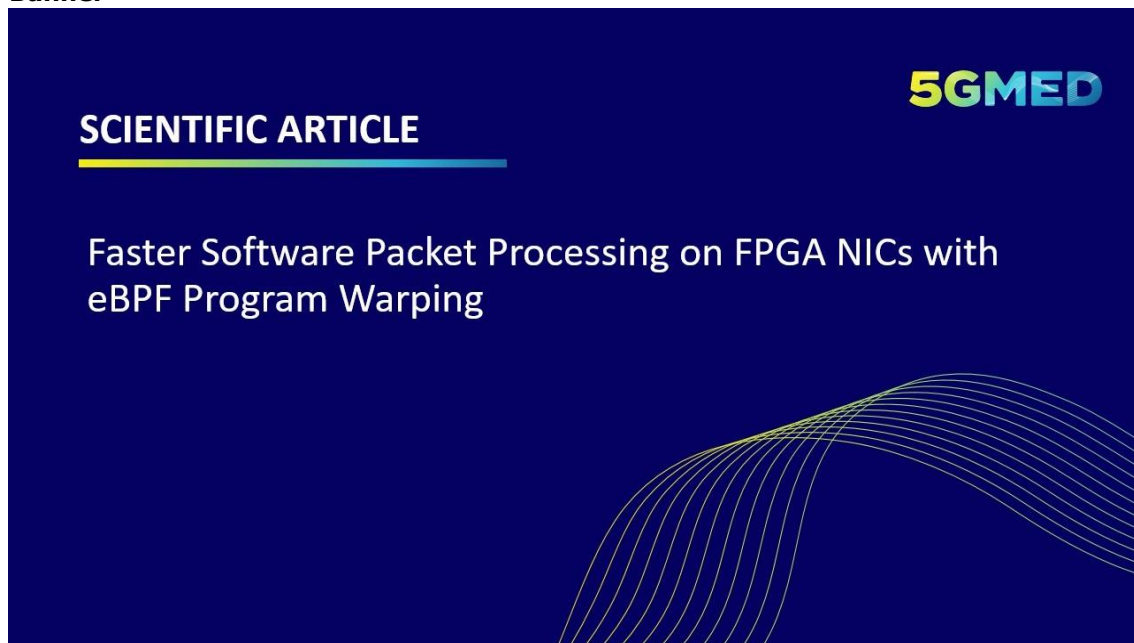 5GMED
SCIENTIFIC ARTICLE
Faster Software Packet Processing on FPGA NICs with
eBPF Program Warping